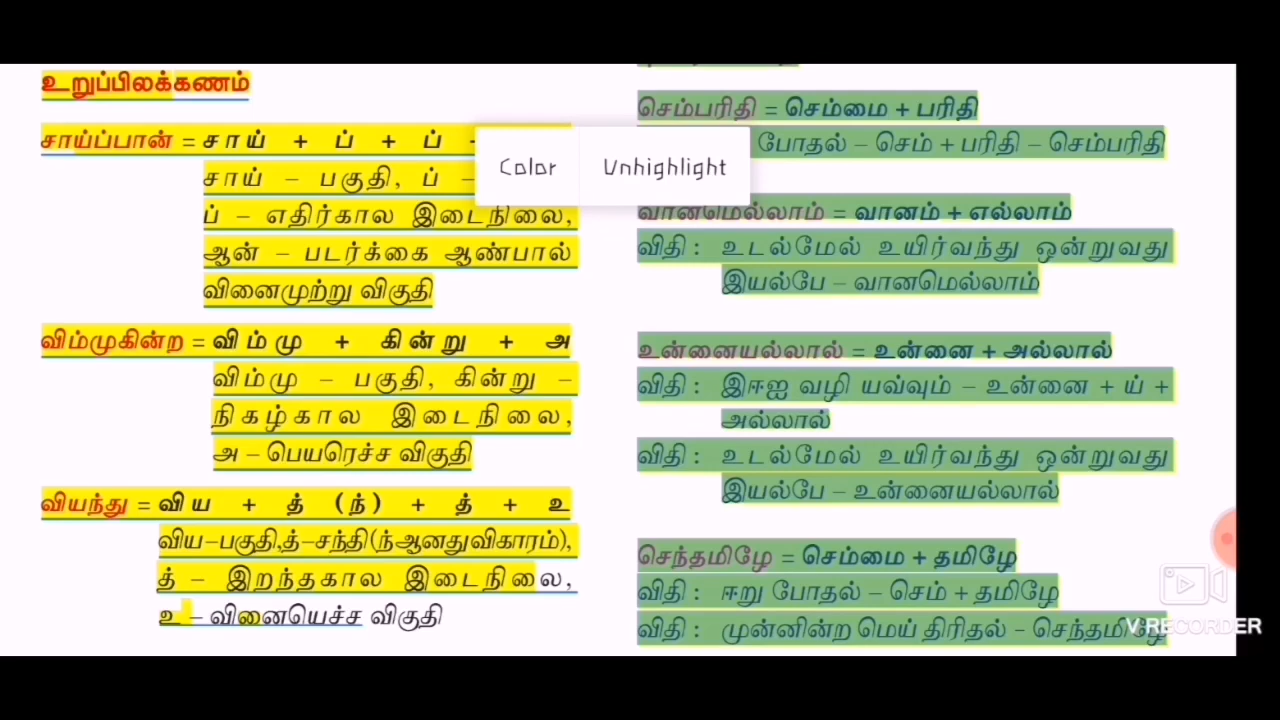 உறுப்பிலக்கணம்
சாய்ப்பான் = சாய் + ப் + ப்
சாய் – பகுதி, ப் –
ப் – எதிர்கால இடைநிலை,
ஆன் – படர்க்கை ஆண்பால்
வினைமுற்று விகுதி
விம்முகின்ற = விம்மு + கின்று + அ
விம்மு – பகுதி, கின்று –
நிகழ்கால இடைநிலை,
அ – பெயரெச்ச விகுதி
வியந்து = விய + த் (ந்) + த் + உ
விய–பகுதி,த்–சந்தி(ந்ஆனதுவிகாரம்),
த் – இறந்தகால இடைநிலை,
உ – வினையெச்ச விகுதி
Color Unhighlight
செம்பரிதி = செம்மை + பரிதி
போதல் – செம் + பரிதி – செம்பரிதி
வானமெல்லாம் = வானம் + எல்லாம்
விதி : உடல்மேல் உயிர்வந்து ஒன்றுவது
இயல்பே – வானமெல்லாம்
உன்னையல்லால் = உன்னை + அல்லால்
விதி : இஈஐ வழி யவ்வும் – உன்னை + ய் +
அல்லால்
விதி : உடல்மேல் உயிர்வந்து ஒன்றுவது
இயல்பே – உன்னையல்லால்
செந்தமிழே = செம்மை + தமிழே
விதி : ஈறு போதல் – செம் + தமிழே
விதி : முன்னின்ற மெய் திரிதல் – செந்தமிழே
V RECORDER